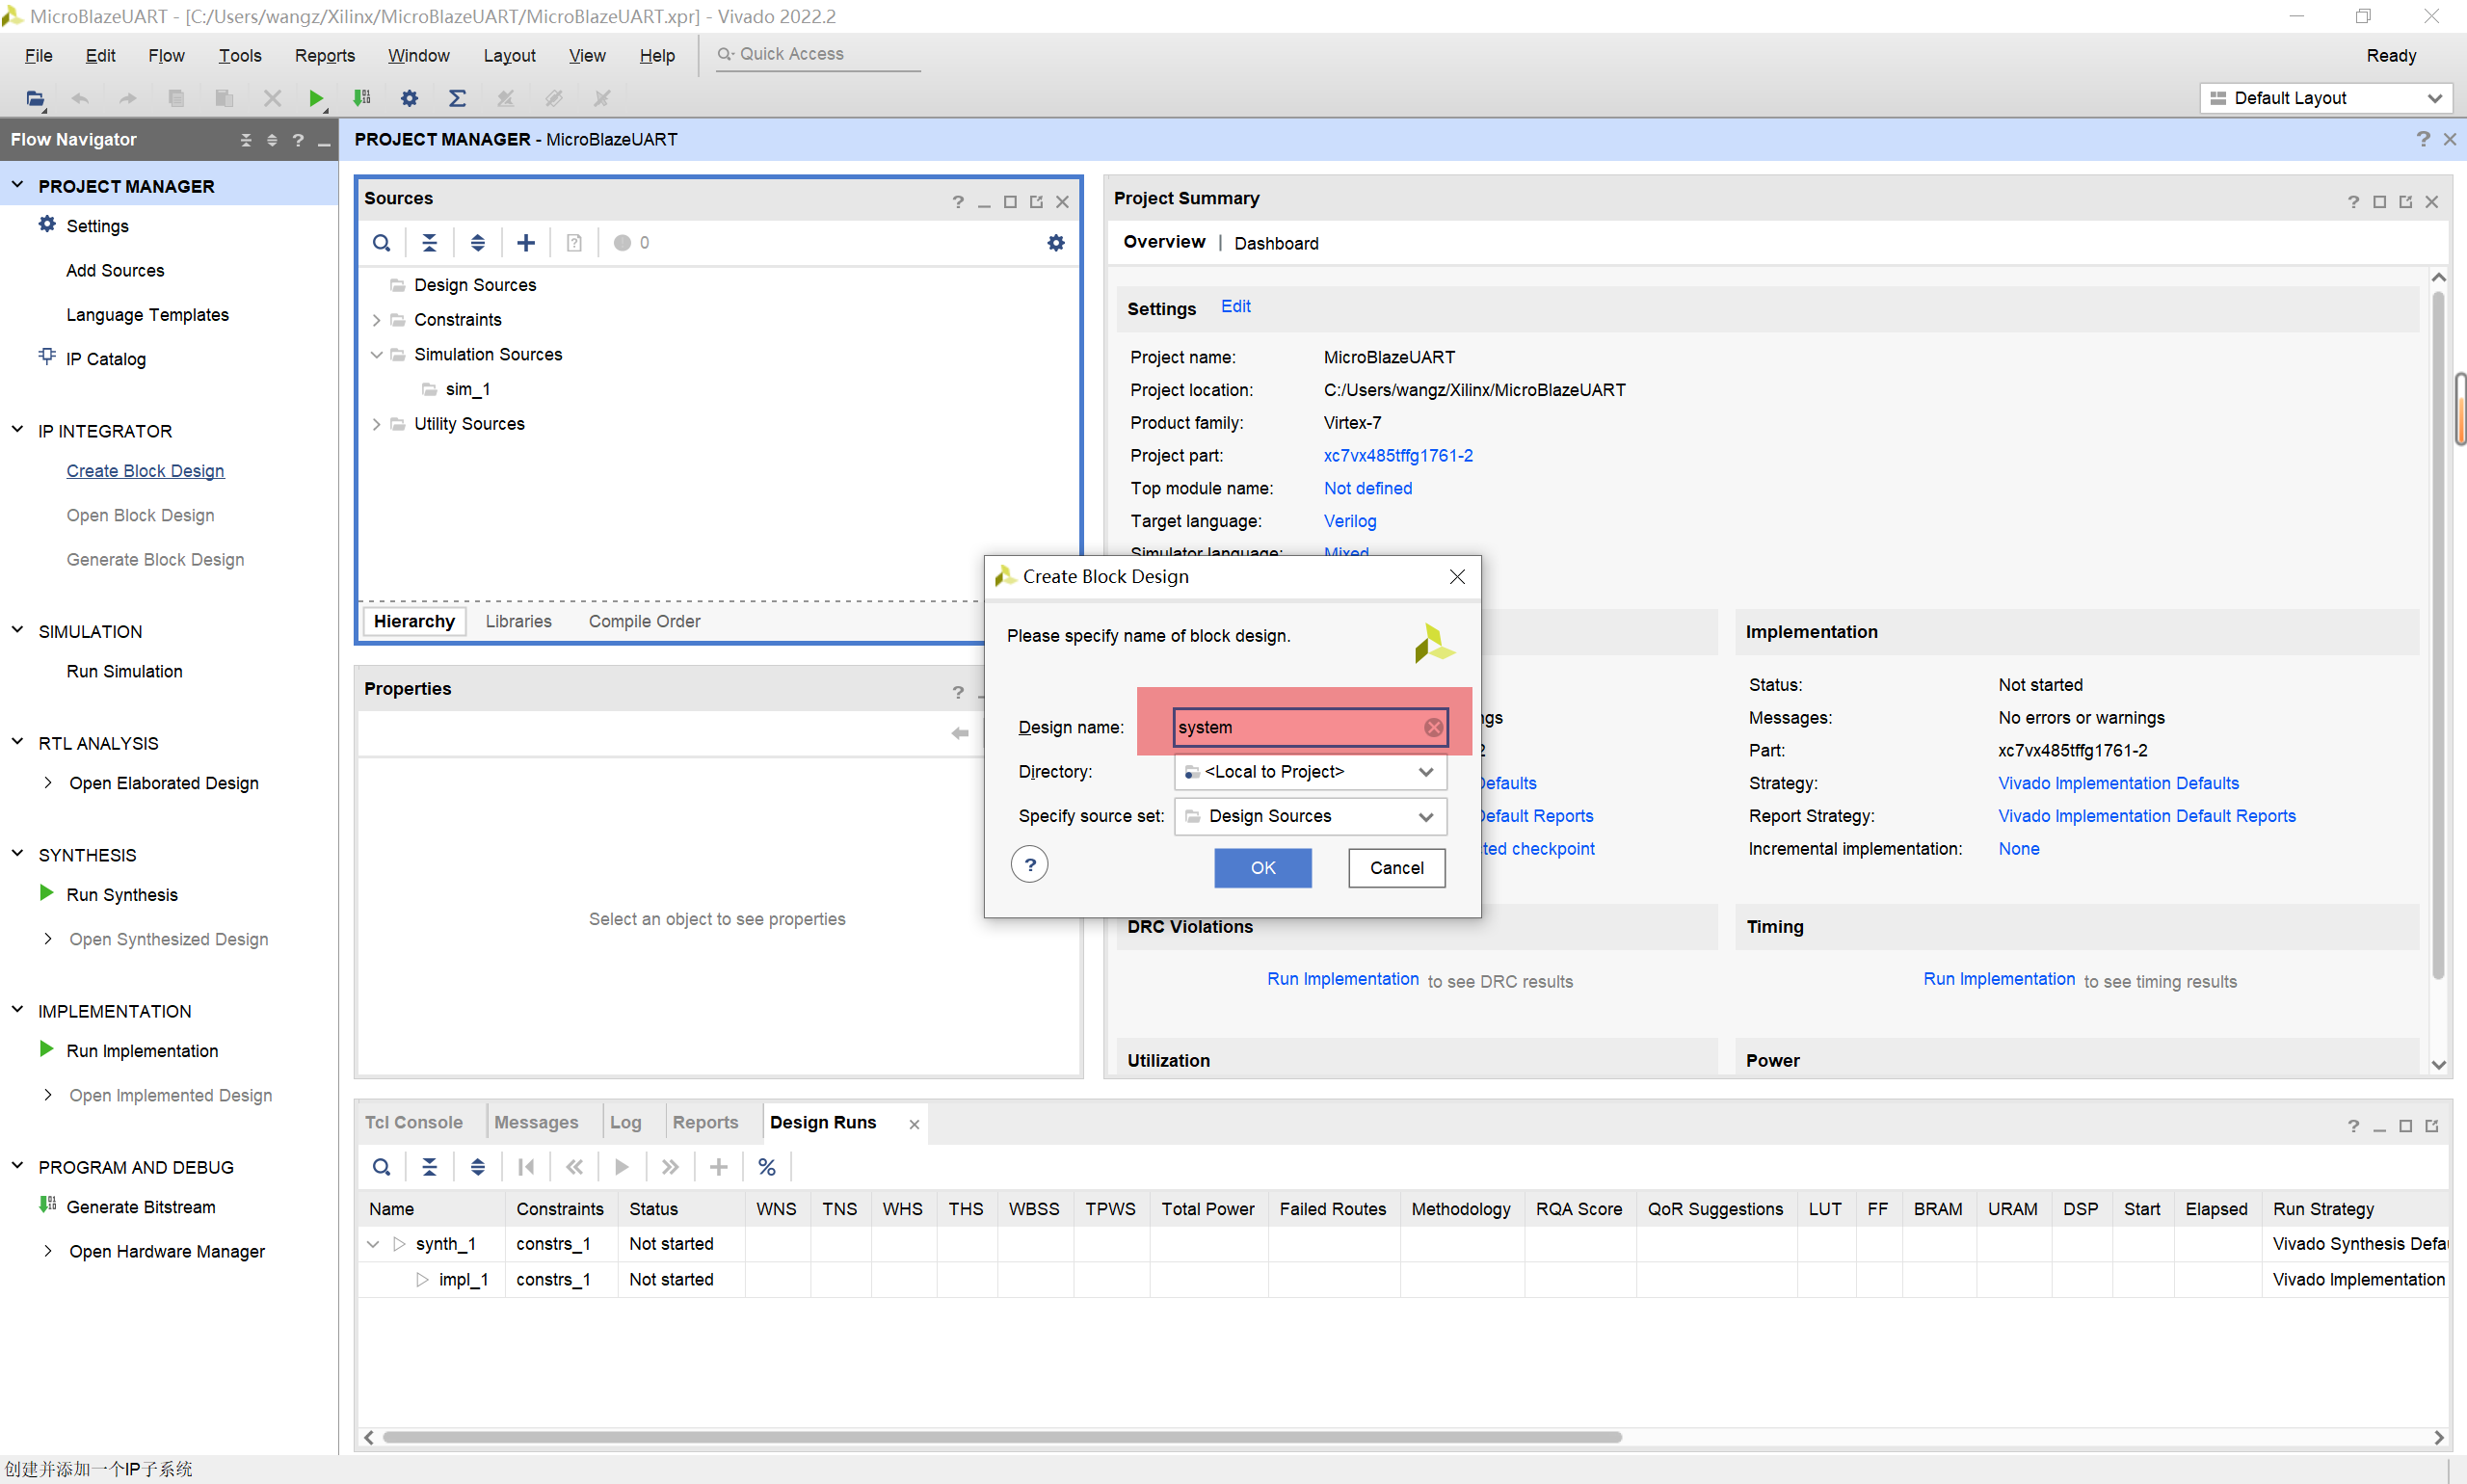 MicroBlazeUART - [C:/Users/wangz/Xilinx/MicroBlazeUART/MicroBlazeUART.xpr] - Vivado 2022.2
File Edit Flow Tools Reports Window Layout View Help Quick Access Ready
Default Layout
Flow Navigator
PROJECT MANAGER
Settings
Add Sources
Language Templates
IP Catalog
IP INTEGRATOR
Create Block Design
Open Block Design
Generate Block Design
SIMULATION
Run Simulation
RTL ANALYSIS
Open Elaborated Design
SYNTHESIS
Run Synthesis
Open Synthesized Design
IMPLEMENTATION
Run Implementation
Open Implemented Design
PROGRAM AND DEBUG
Generate Bitstream
Open Hardware Manager
PROJECT MANAGER - MicroBlazeUART
Sources
0
Design Sources
Constraints
Simulation Sources
sim_1
Utility Sources
Hierarchy Libraries Compile Order
Properties
Select an object to see properties
Project Summary
Overview | Dashboard
Settings Edit
Project name: MicroBlazeUART
Project location: C:/Users/wangz/Xilinx/MicroBlazeUART
Product family: Virtex-7
Project part: xc7vx485tffg1761-2
Top module name: Not defined
Target language: Verilog
Simulator language: Mixed
Create Block Design
Please specify name of block design.
Design name: system
Directory: <Local to Project>
Specify source set: Design Sources
? OK Cancel
gs
2
Defaults
Default Reports
ted checkpoint
Implementation
Status: Not started
Messages: No errors or warnings
Part: xc7vx485tffg1761-2
Strategy: Vivado Implementation Defaults
Report Strategy: Vivado Implementation Default Reports
Incremental implementation: None
DRC Violations
Run Implementation to see DRC results
Timing
Run Implementation to see timing results
Utilization
Power
Tcl Console Messages Log Reports Design Runs
Name Constraints Status WNS TNS WHS THS WBSS TPWS Total Power Failed Routes Methodology RQA Score QoR Suggestions LUT FF BRAM URAM DSP Start Elapsed Run Strategy
synth_1 constrs_1 Not started Vivado Synthesis Defau
impl_1 constrs_1 Not started Vivado Implementation
创建并添加一个IP子系统